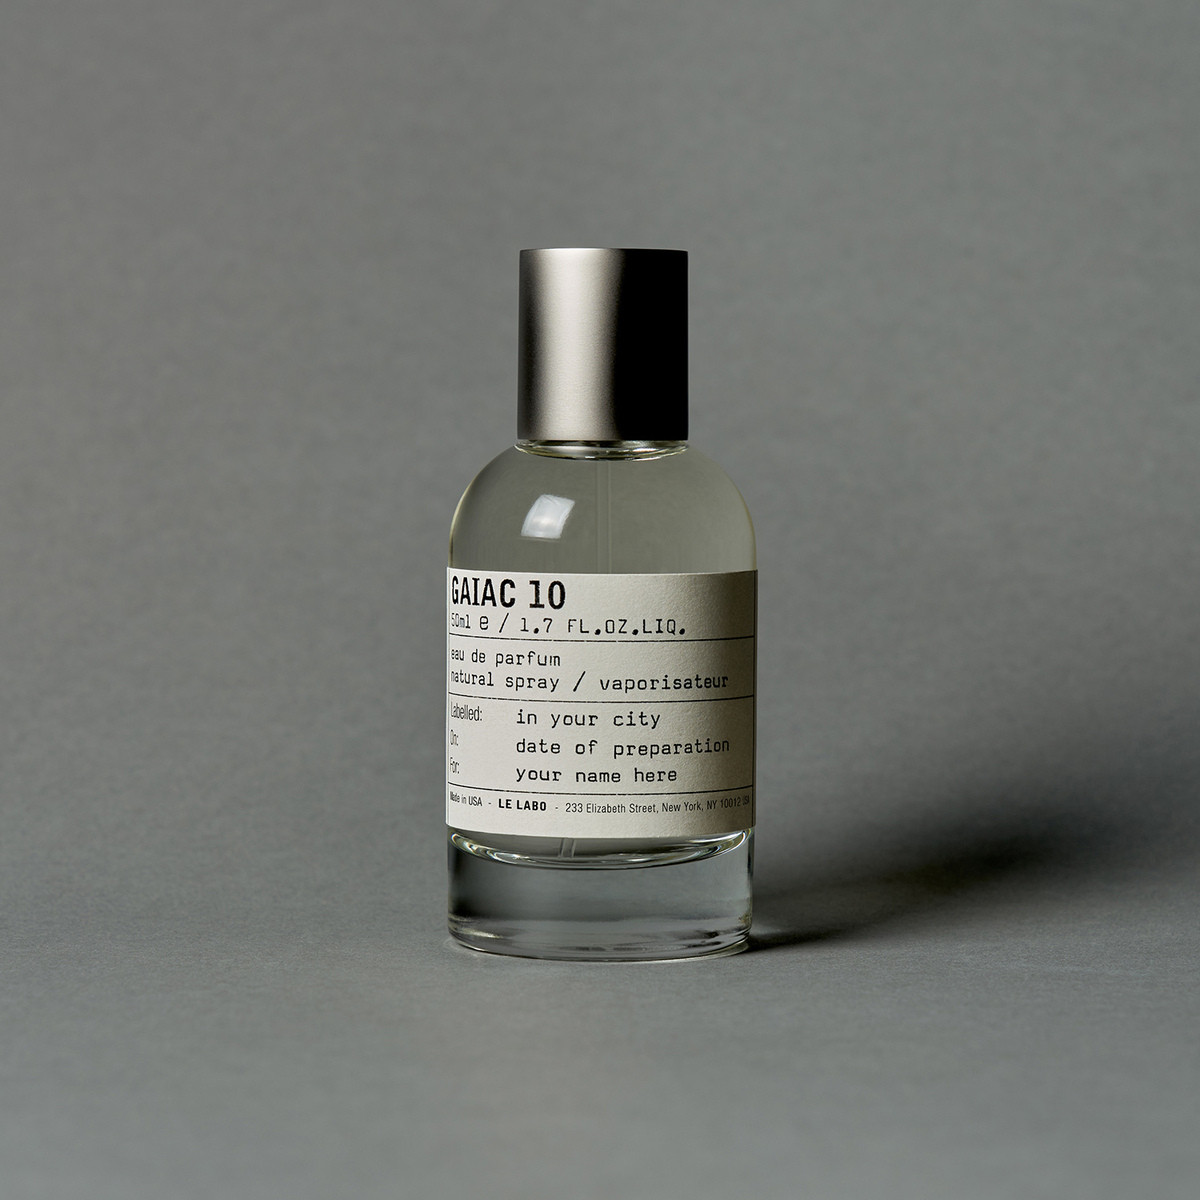 GAIAC 10
50ml e / 1.7 FL.OZ.LIQ.
eau de parfum
natural spray / vaporisateur
Labelled: in your city
On: date of preparation
For: your name here
Made in USA - LE LABO - 233 Elizabeth Street, New York, NY 10012 USA